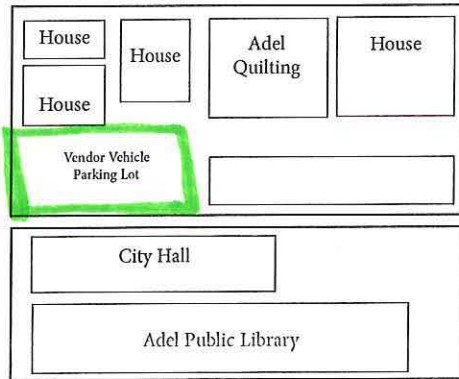 House
House
Adel
Quilting
House
House
Vendor Vehicle
Parking Lot
City Hall
Adel Public Library